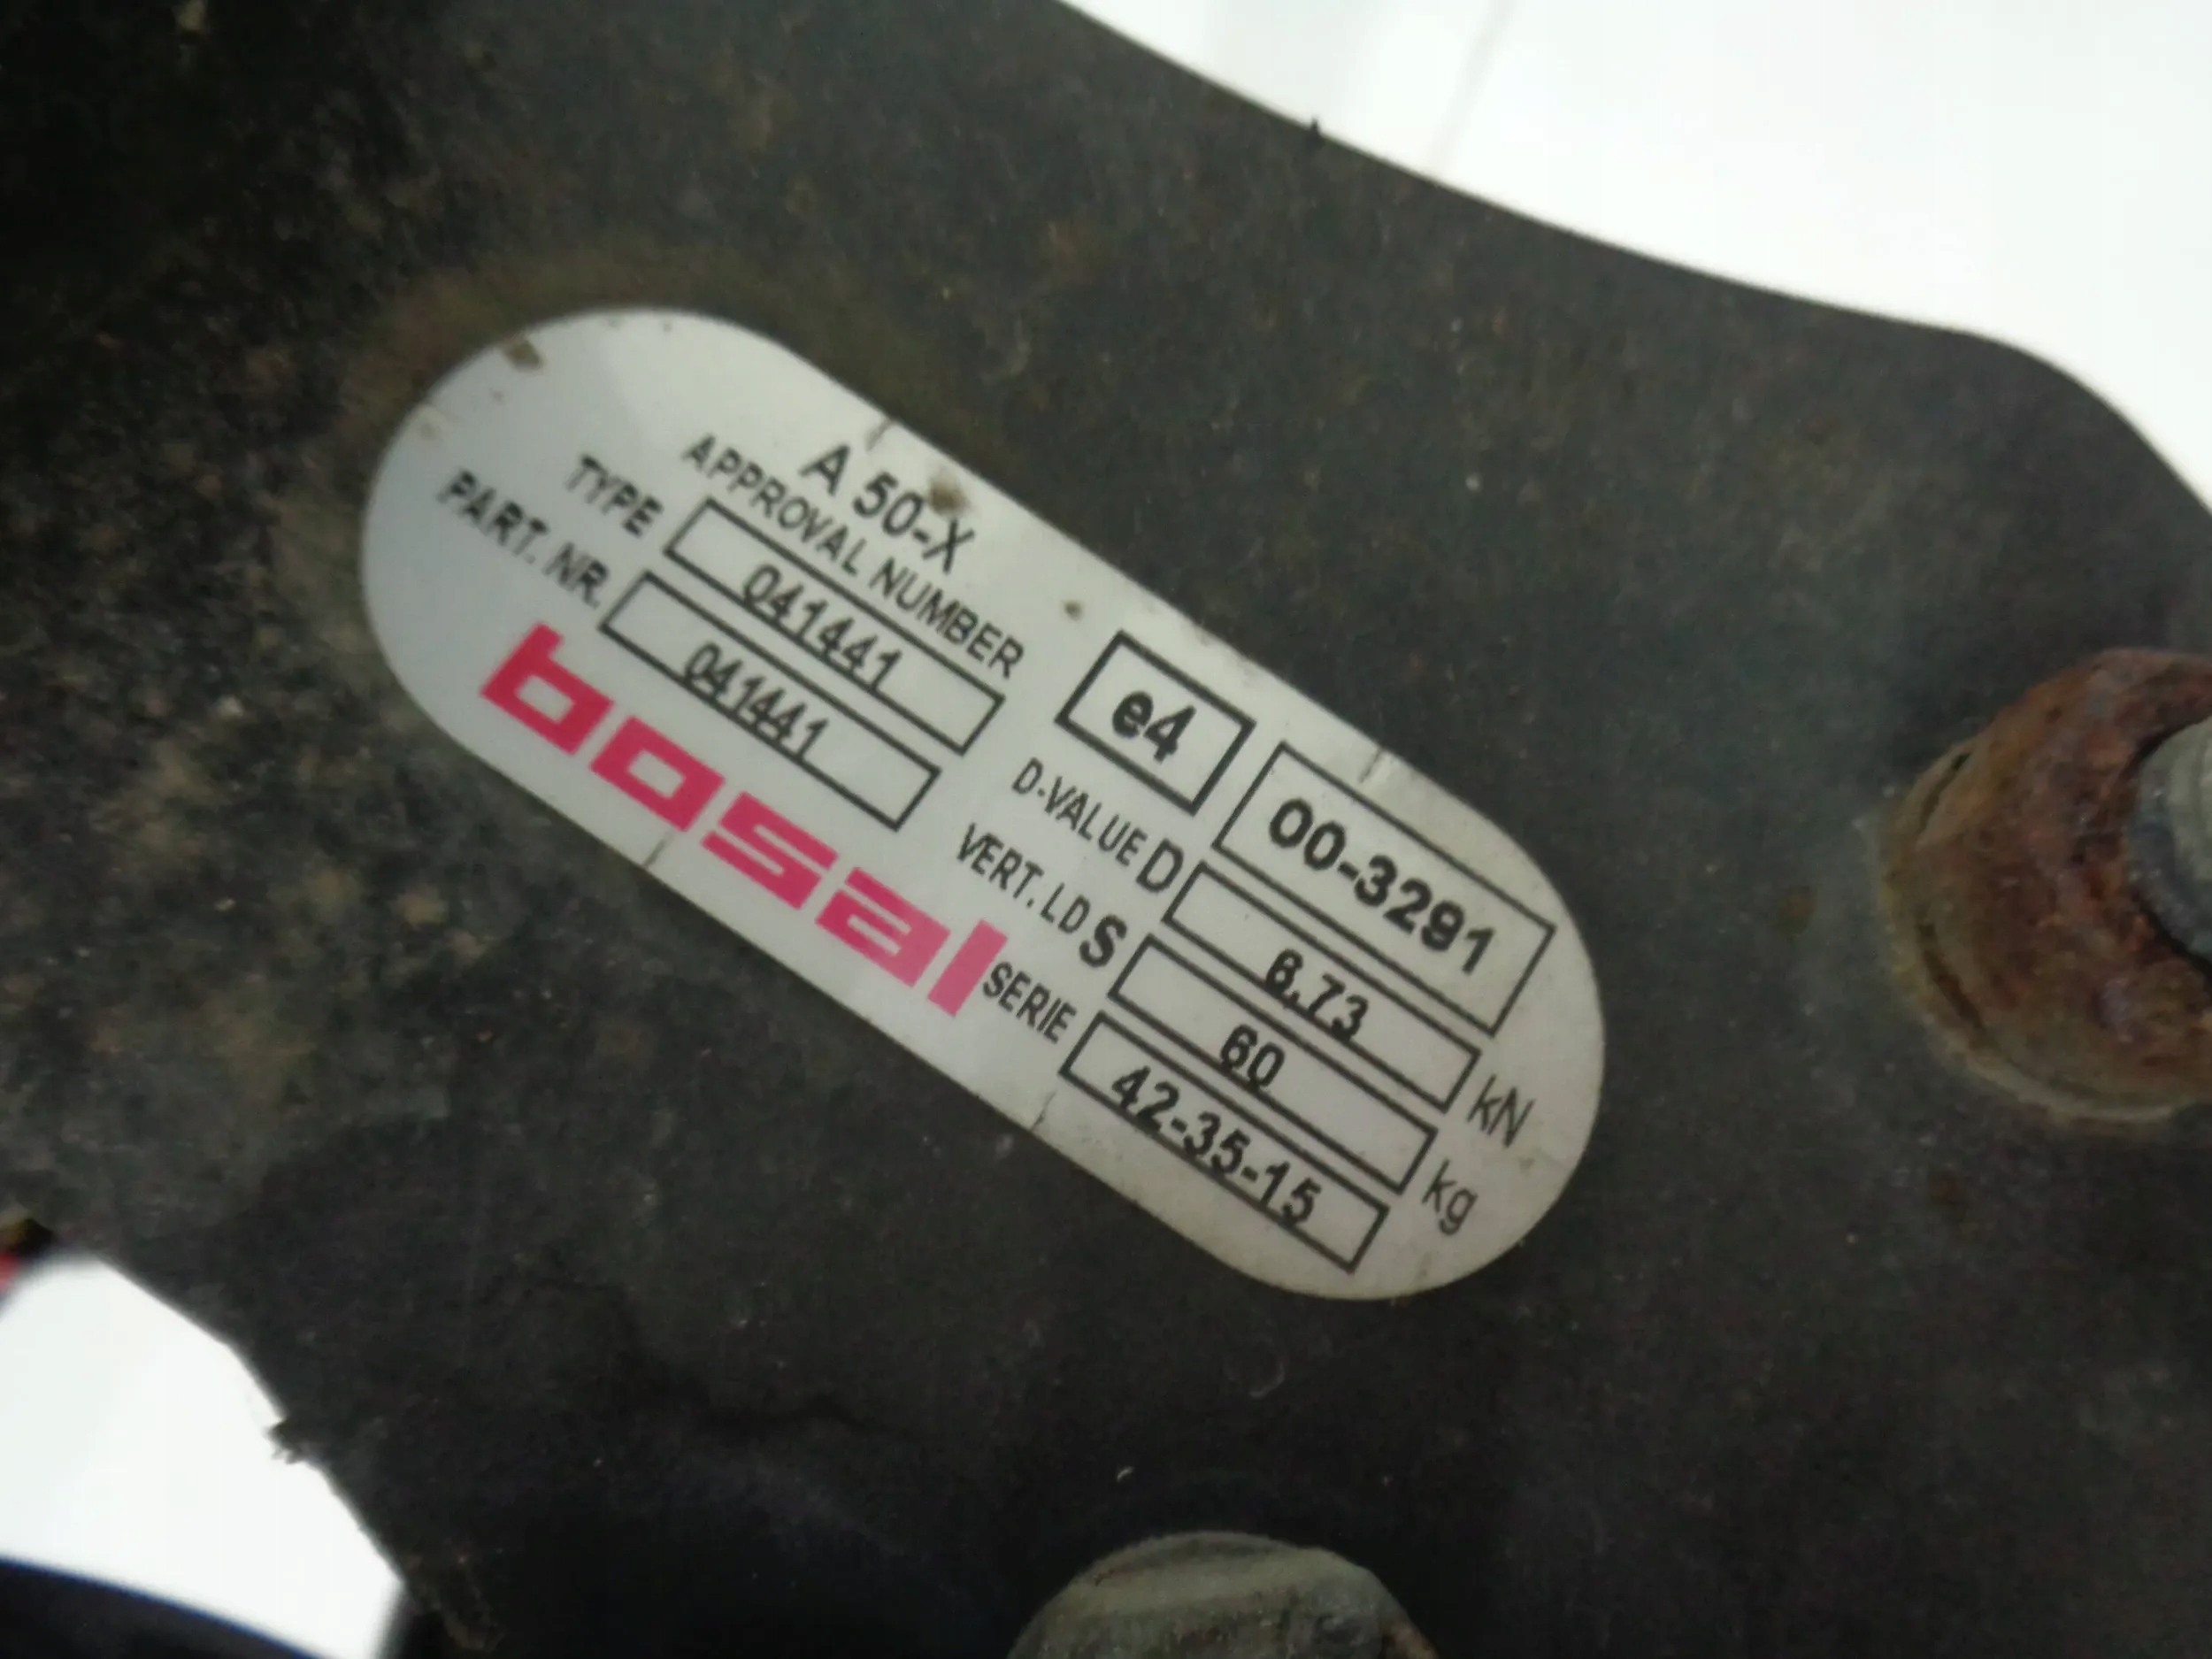 A 50-X
APPROVAL NUMBER e4 00-3291
TYPE 041441 D-VALUE D 6.73 kN
PART. NR. 041441 VERT. LD S 60 kg
bosal SERIE 42-35-15